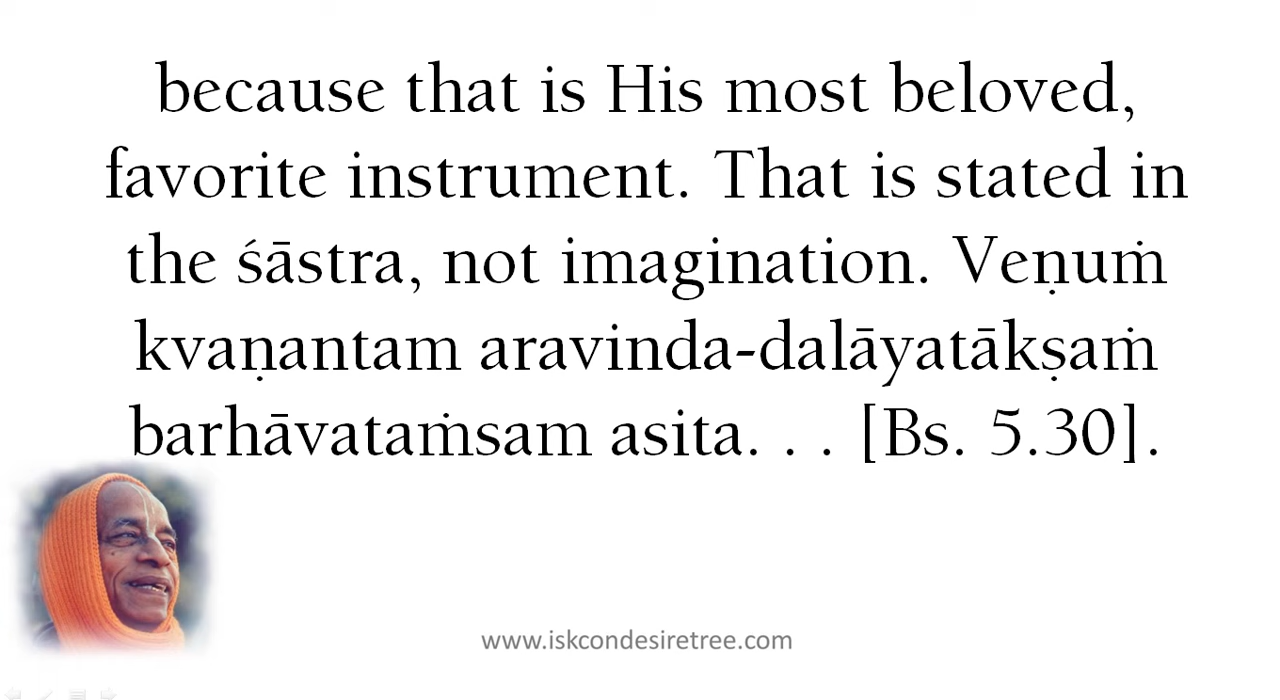 because that is His most beloved,
favorite instrument. That is stated in
the śāstra, not imagination. Veṇuṁ
kvaṇantam aravinda-dalāyatākṣaṁ
barhāvataṁsam asita. . . [Bs. 5.30].
www.iskcondesiretree.com